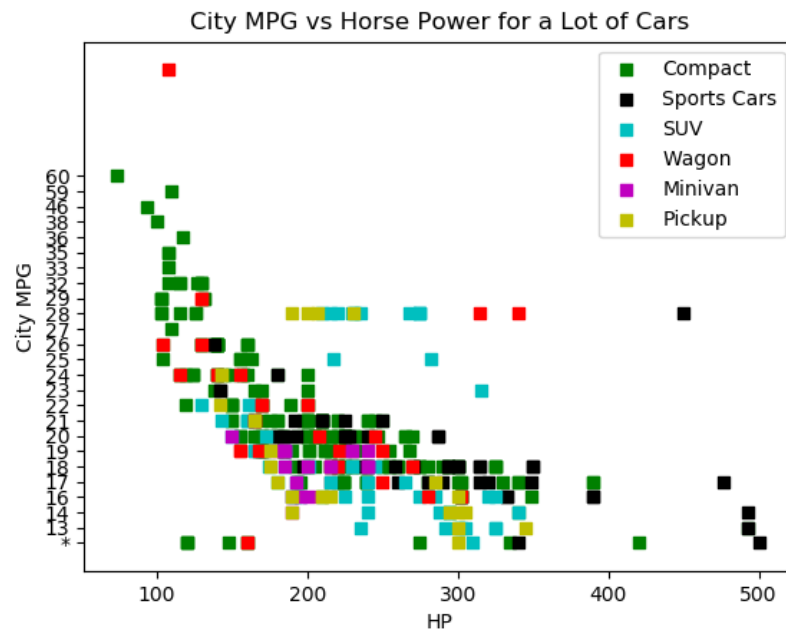 City MPG vs Horse Power for a Lot of Cars
Compact
Sports Cars
SUV
Wagon
Minivan
Pickup
City MPG
60
59
46
38
36
35
33
32
29
28
27
26
25
24
23
22
21
20
19
18
17
16
14
13
*
100 200 300 400 500
HP